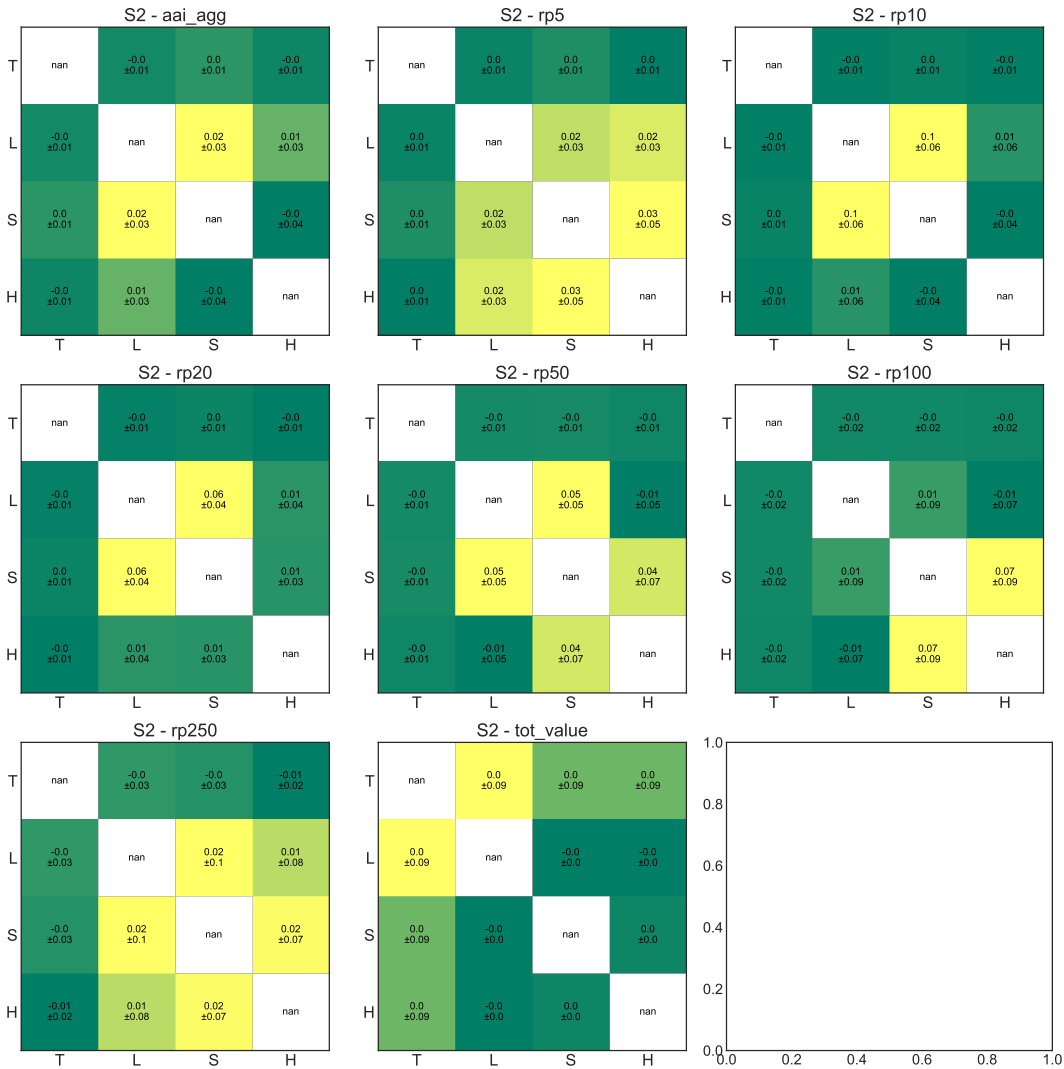 S2 - aai_agg
T
nan
-0.0
±0.01
0.0
±0.01
-0.0
±0.01
L
-0.0
±0.01
nan
0.02
±0.03
0.01
±0.03
S
0.0
±0.01
0.02
±0.03
nan
-0.0
±0.04
H
-0.0
±0.01
0.01
±0.03
-0.0
±0.04
nan
T L S H
S2 - rp5
T
nan
0.0
±0.01
0.0
±0.01
0.0
±0.01
L
0.0
±0.01
nan
0.02
±0.03
0.02
±0.03
S
0.0
±0.01
0.02
±0.03
nan
0.03
±0.05
H
0.0
±0.01
0.02
±0.03
0.03
±0.05
nan
T L S H
S2 - rp10
T
nan
-0.0
±0.01
0.0
±0.01
-0.0
±0.01
L
-0.0
±0.01
nan
0.1
±0.06
0.01
±0.06
S
0.0
±0.01
0.1
±0.06
nan
-0.0
±0.04
H
-0.0
±0.01
0.01
±0.06
-0.0
±0.04
nan
T L S H
S2 - rp20
T
nan
-0.0
±0.01
0.0
±0.01
-0.0
±0.01
L
-0.0
±0.01
nan
0.06
±0.04
0.01
±0.04
S
0.0
±0.01
0.06
±0.04
nan
0.01
±0.03
H
-0.0
±0.01
0.01
±0.04
0.01
±0.03
nan
T L S H
S2 - rp50
T
nan
-0.0
±0.01
-0.0
±0.01
-0.0
±0.01
L
-0.0
±0.01
nan
0.05
±0.05
-0.01
±0.05
S
-0.0
±0.01
0.05
±0.05
nan
0.04
±0.07
H
-0.0
±0.01
-0.01
±0.05
0.04
±0.07
nan
T L S H
S2 - rp100
T
nan
-0.0
±0.02
-0.0
±0.02
-0.0
±0.02
L
-0.0
±0.02
nan
0.01
±0.09
-0.01
±0.07
S
-0.0
±0.02
0.01
±0.09
nan
0.07
±0.09
H
-0.0
±0.02
-0.01
±0.07
0.07
±0.09
nan
T L S H
S2 - rp250
T
nan
-0.0
±0.03
-0.0
±0.03
-0.01
±0.02
L
-0.0
±0.03
nan
0.02
±0.1
0.01
±0.08
S
-0.0
±0.03
0.02
±0.1
nan
0.02
±0.07
H
-0.01
±0.02
0.01
±0.08
0.02
±0.07
nan
T L S H
S2 - tot_value
T
nan
0.0
±0.09
0.0
±0.09
0.0
±0.09
L
0.0
±0.09
nan
-0.0
±0.0
-0.0
±0.0
S
0.0
±0.09
-0.0
±0.0
nan
0.0
±0.0
H
0.0
±0.09
-0.0
±0.0
0.0
±0.0
nan
T L S H
1.0
0.8
0.6
0.4
0.2
0.0
0.0 0.2 0.4 0.6 0.8 1.0